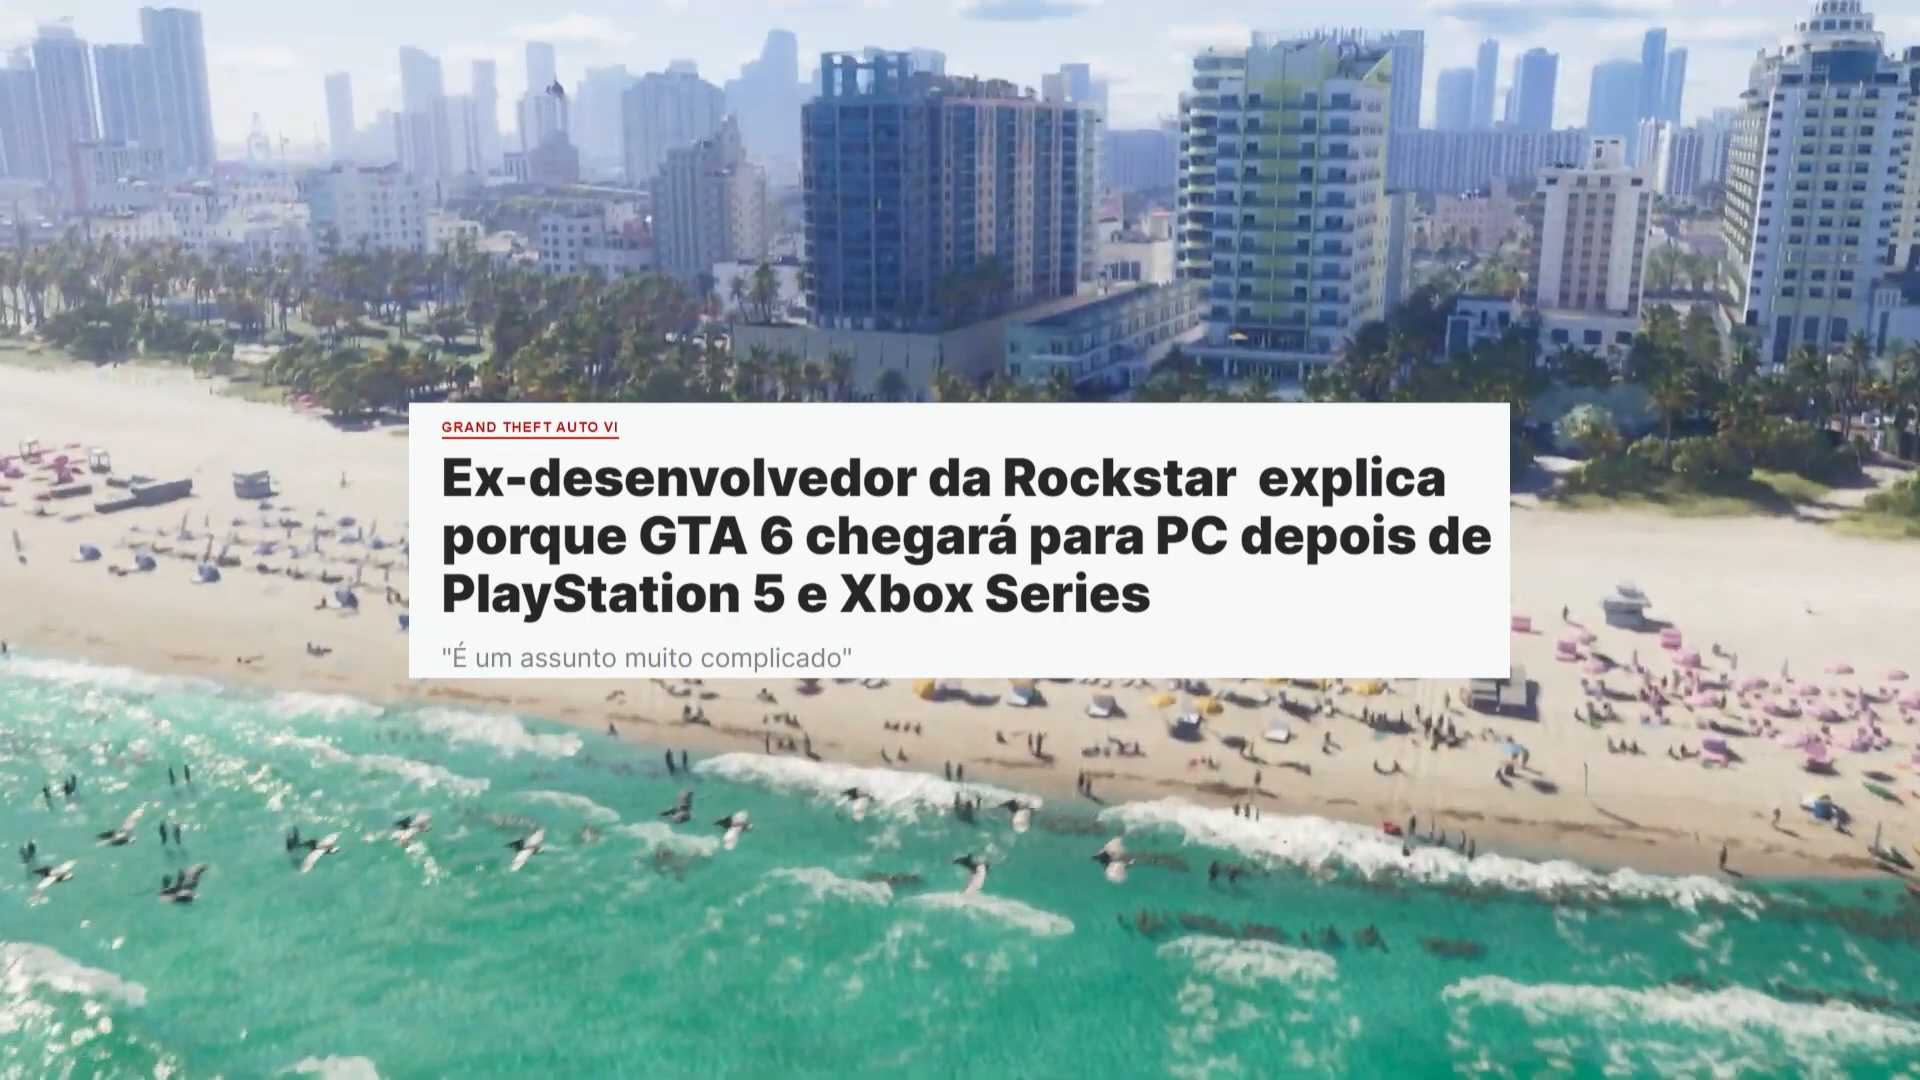 GRAND THEFT AUTO VI
Ex-desenvolvedor da Rockstar explica
porque GTA 6 chegará para PC depois de
PlayStation 5 e Xbox Series
"É um assunto muito complicado"